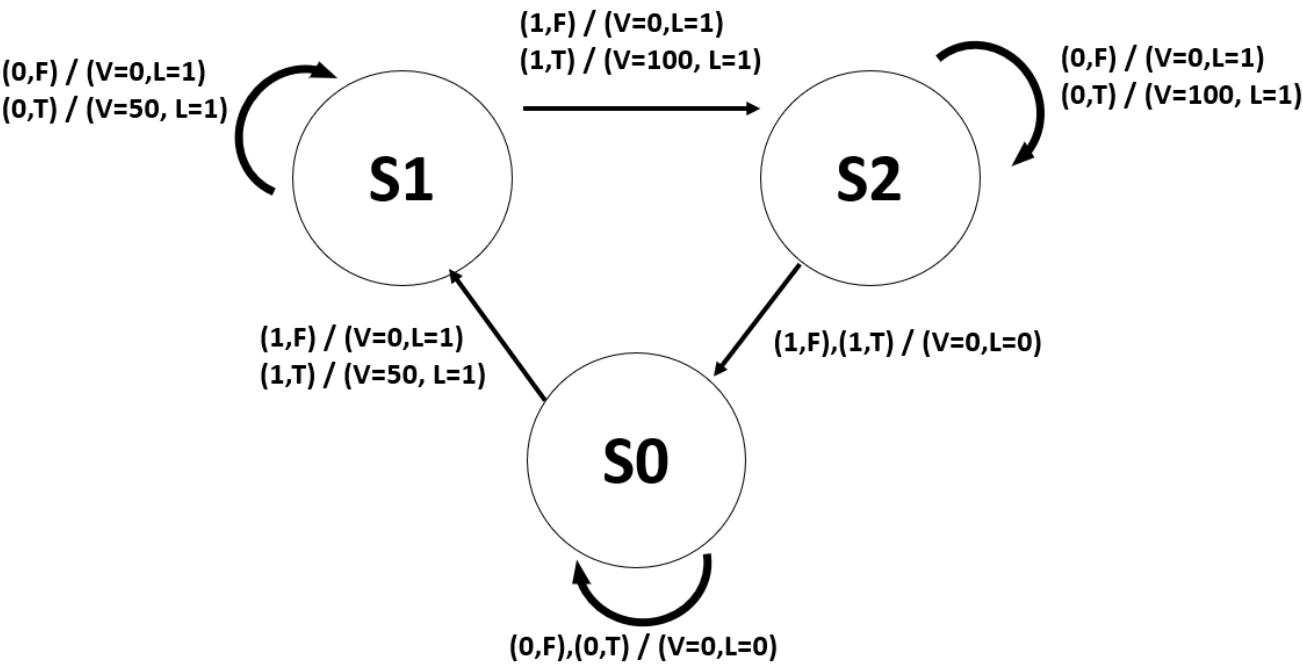 (1,F) / (V=0,L=1)
(1,T) / (V=100, L=1)
(0,F) / (V=0,L=1)
(0,T) / (V=50, L=1)
(0,F) / (V=0,L=1)
(0,T) / (V=100, L=1)
S1
S2
(1,F) / (V=0,L=1)
(1,T) / (V=50, L=1)
(1,F),(1,T) / (V=0,L=0)
S0
(0,F),(0,T) / (V=0,L=0)